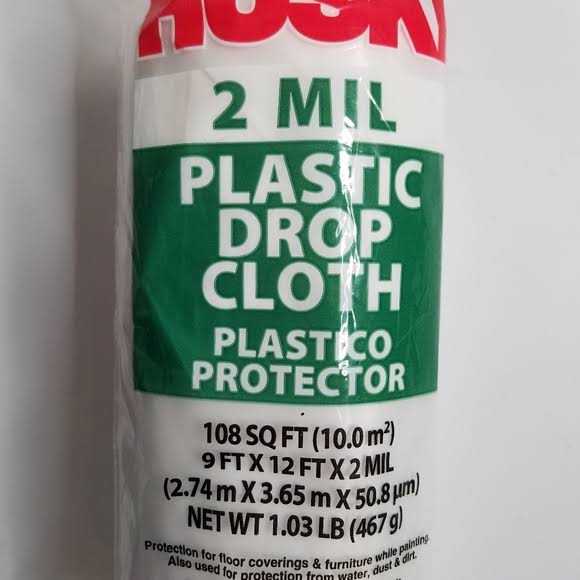 2 MIL
PLASTIC
DROP
CLOTH
PLASTICO
PROTECTOR
108 SQ FT (10.0 m²)
9 FT X 12 FT X 2 MIL
(2.74 m X 3.65 m X 50.8 µm)
NET WT 1.03 LB (467 g)
Protection for floor coverings & furniture while painting.
Also used for protection from water, dust & dirt.